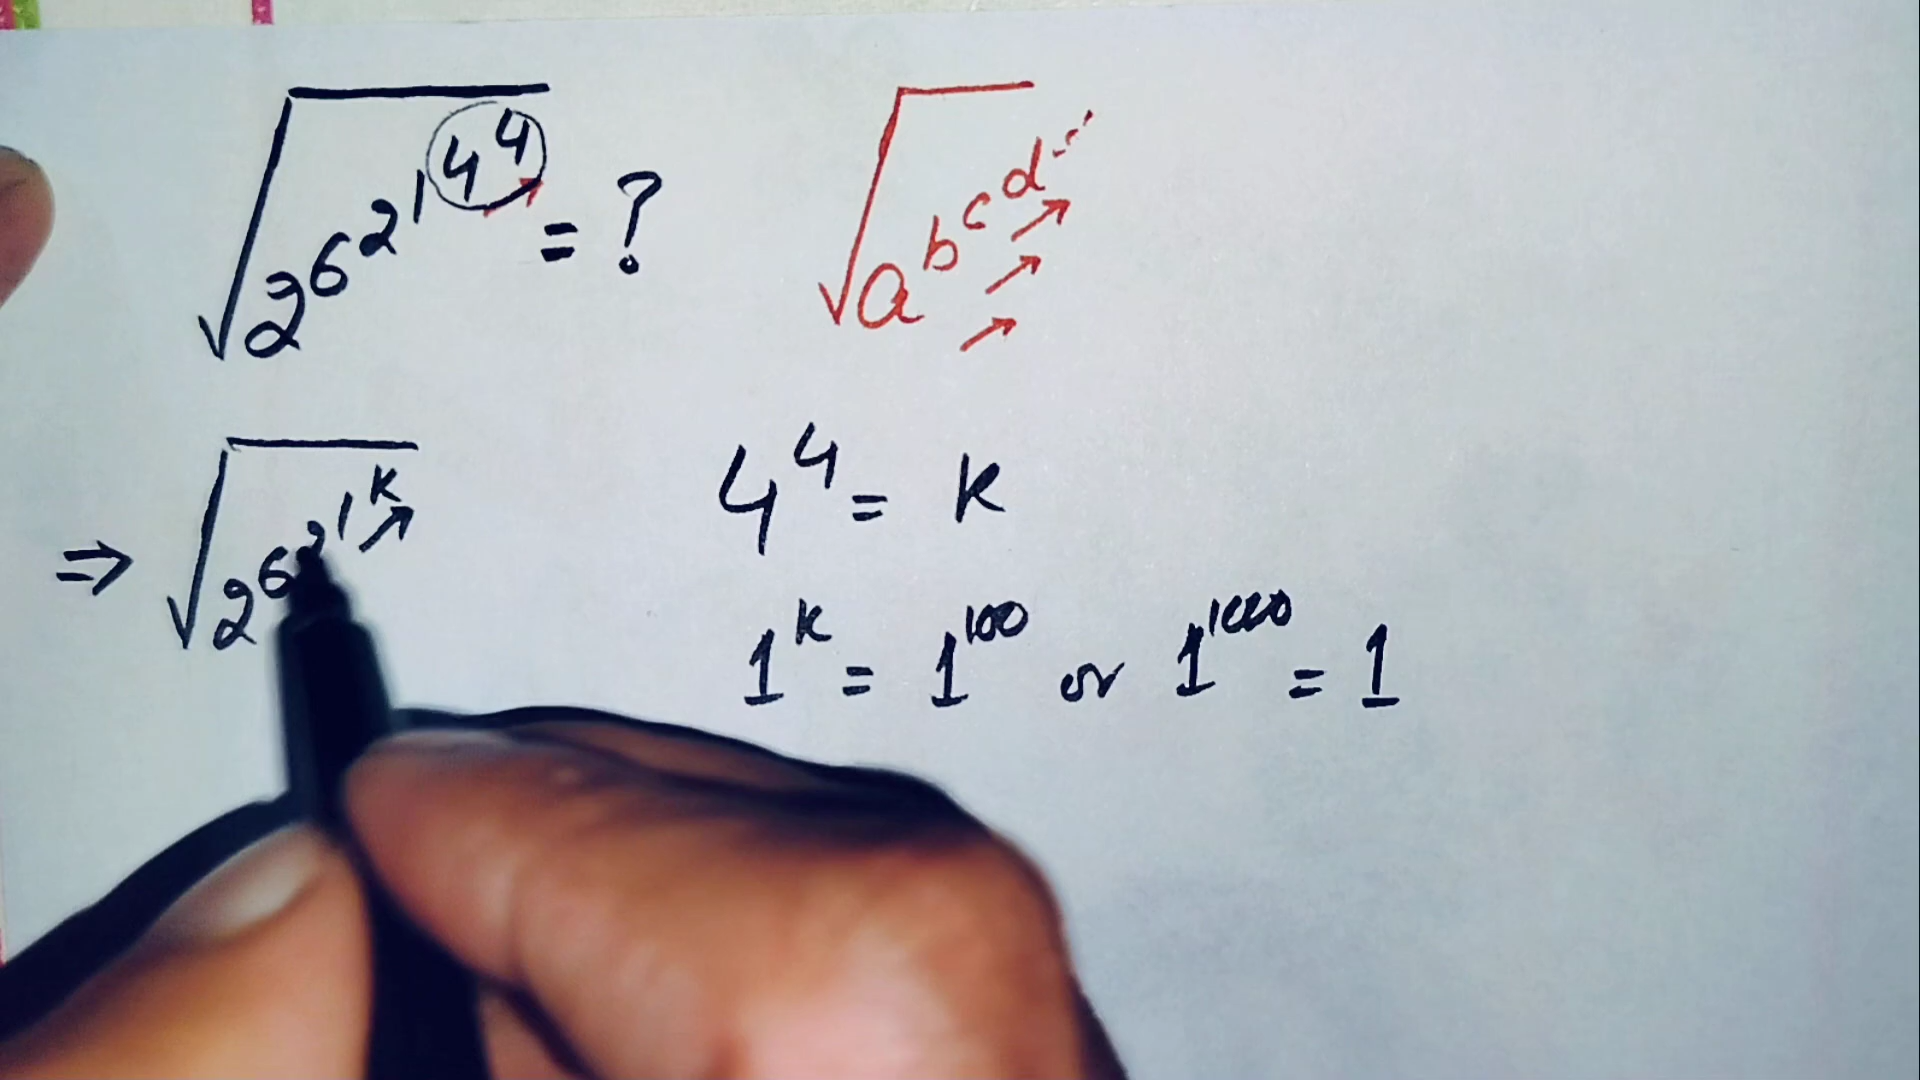 √2^6^2^1^4^4 = ? √a^b^c^d^...
⇒ √2^6^2^1^k 4^4 = k
1^k = 1^100 or 1^1000 = 1